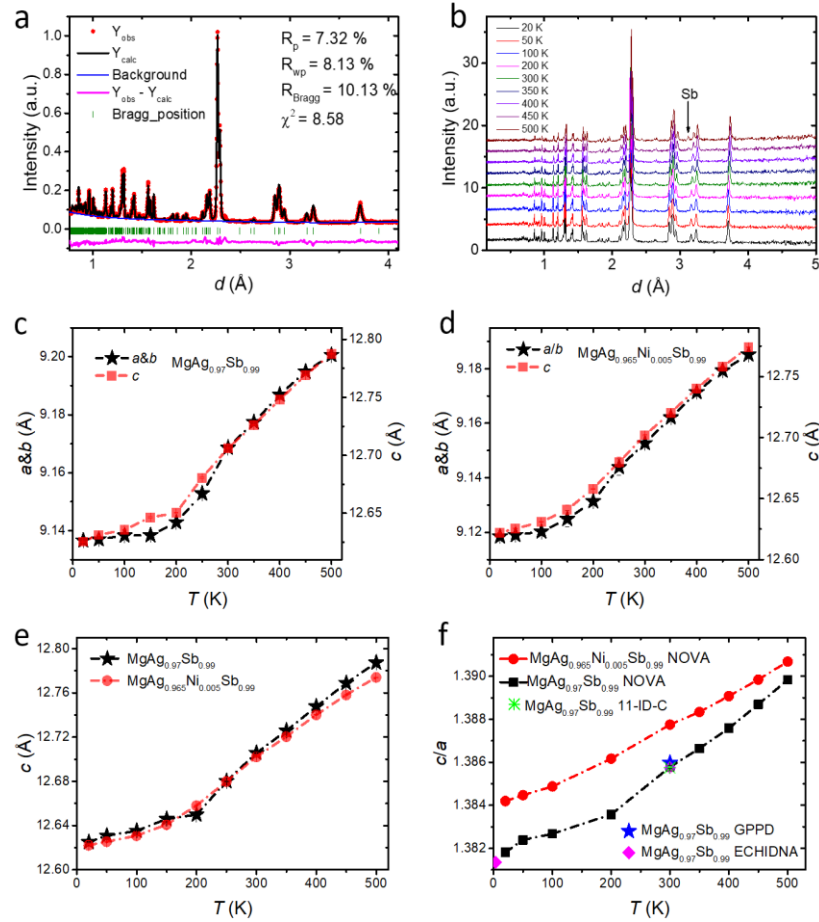 a
Y_obs
Y_calc
Background
Y_obs - Y_calc
Bragg_position
R_p = 7.32 %
R_wp = 8.13 %
R_Bragg = 10.13 %
χ² = 8.58
Intensity (a.u.)
1.0
0.8
0.6
0.4
0.2
0.0
1 2 3 4
d (Å)
b
20 K
50 K
100 K
200 K
300 K
350 K
400 K
450 K
500 K
Sb
Intensity (a.u.)
30
20
10
0
1 2 3 4 5
d (Å)
c
a&b
c
MgAg0.97Sb0.99
a&b (Å)
9.20
9.18
9.16
9.14
c (Å)
12.80
12.75
12.70
12.65
0 100 200 300 400 500
T (K)
d
a/b
c
MgAg0.965Ni0.005Sb0.99
a&b (Å)
9.18
9.16
9.14
9.12
c (Å)
12.75
12.70
12.65
12.60
0 100 200 300 400 500
T (K)
e
MgAg0.97Sb0.99
MgAg0.965Ni0.005Sb0.99
c (Å)
12.80
12.76
12.72
12.68
12.64
12.60
0 100 200 300 400 500
T (K)
f
MgAg0.965Ni0.005Sb0.99 NOVA
MgAg0.97Sb0.99 NOVA
MgAg0.97Sb0.99 11-ID-C
MgAg0.97Sb0.99 GPPD
MgAg0.97Sb0.99 ECHIDNA
c/a
1.390
1.388
1.386
1.384
1.382
0 100 200 300 400 500
T (K)